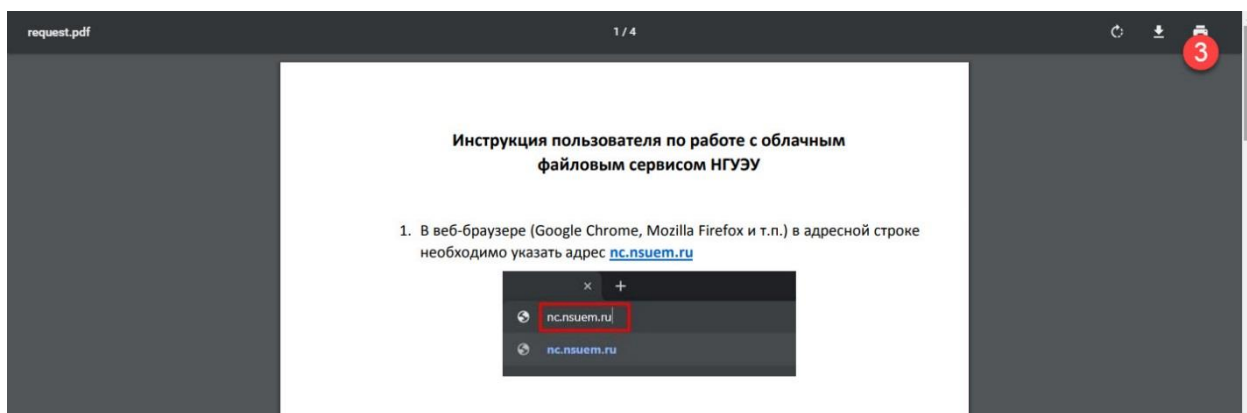 request.pdf
1 / 4
3
Инструкция пользователя по работе с облачным
файловым сервисом НГУЭУ
1. В веб-браузере (Google Chrome, Mozilla Firefox и т.п.) в адресной строке
необходимо указать адрес nc.nsuem.ru
nc.nsuem.ru
nc.nsuem.ru